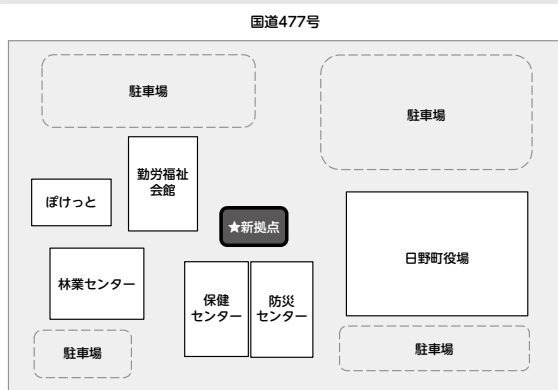 国道477号
駐車場
駐車場
勤労福祉
会館
ぽけっと
★新拠点
日野町役場
林業センター
保健
センター
防災
センター
駐車場
駐車場